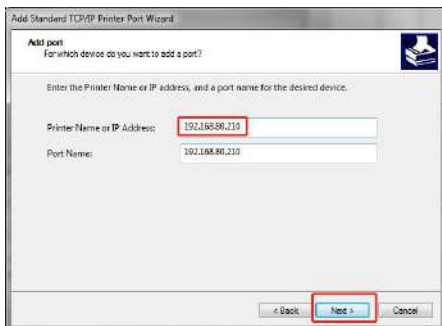 Add Standard TCP/IP Printer Port Wizard
Add port
For which device do you want to add a port?
Enter the Printer Name or IP address, and a port name for the desired device.
Printer Name or IP Address: 192.168.80.210
Port Name: 192.168.80.210
< Back Next > Cancel